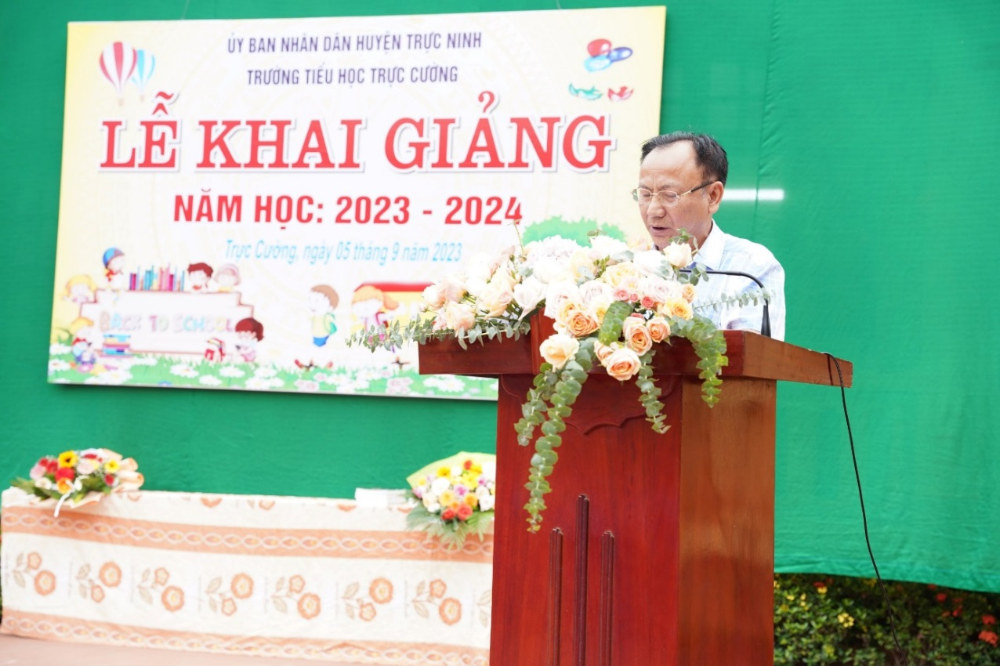 ỦY BAN NHÂN DÂN HUYỆN TRỰC NINH
TRƯỜNG TIỂU HỌC TRỰC CƯỜNG
LỄ KHAI GIẢNG
NĂM HỌC: 2023 - 2024
Trực Cường, ngày 05 tháng 9 năm 2023
BACK TO SCHOOL